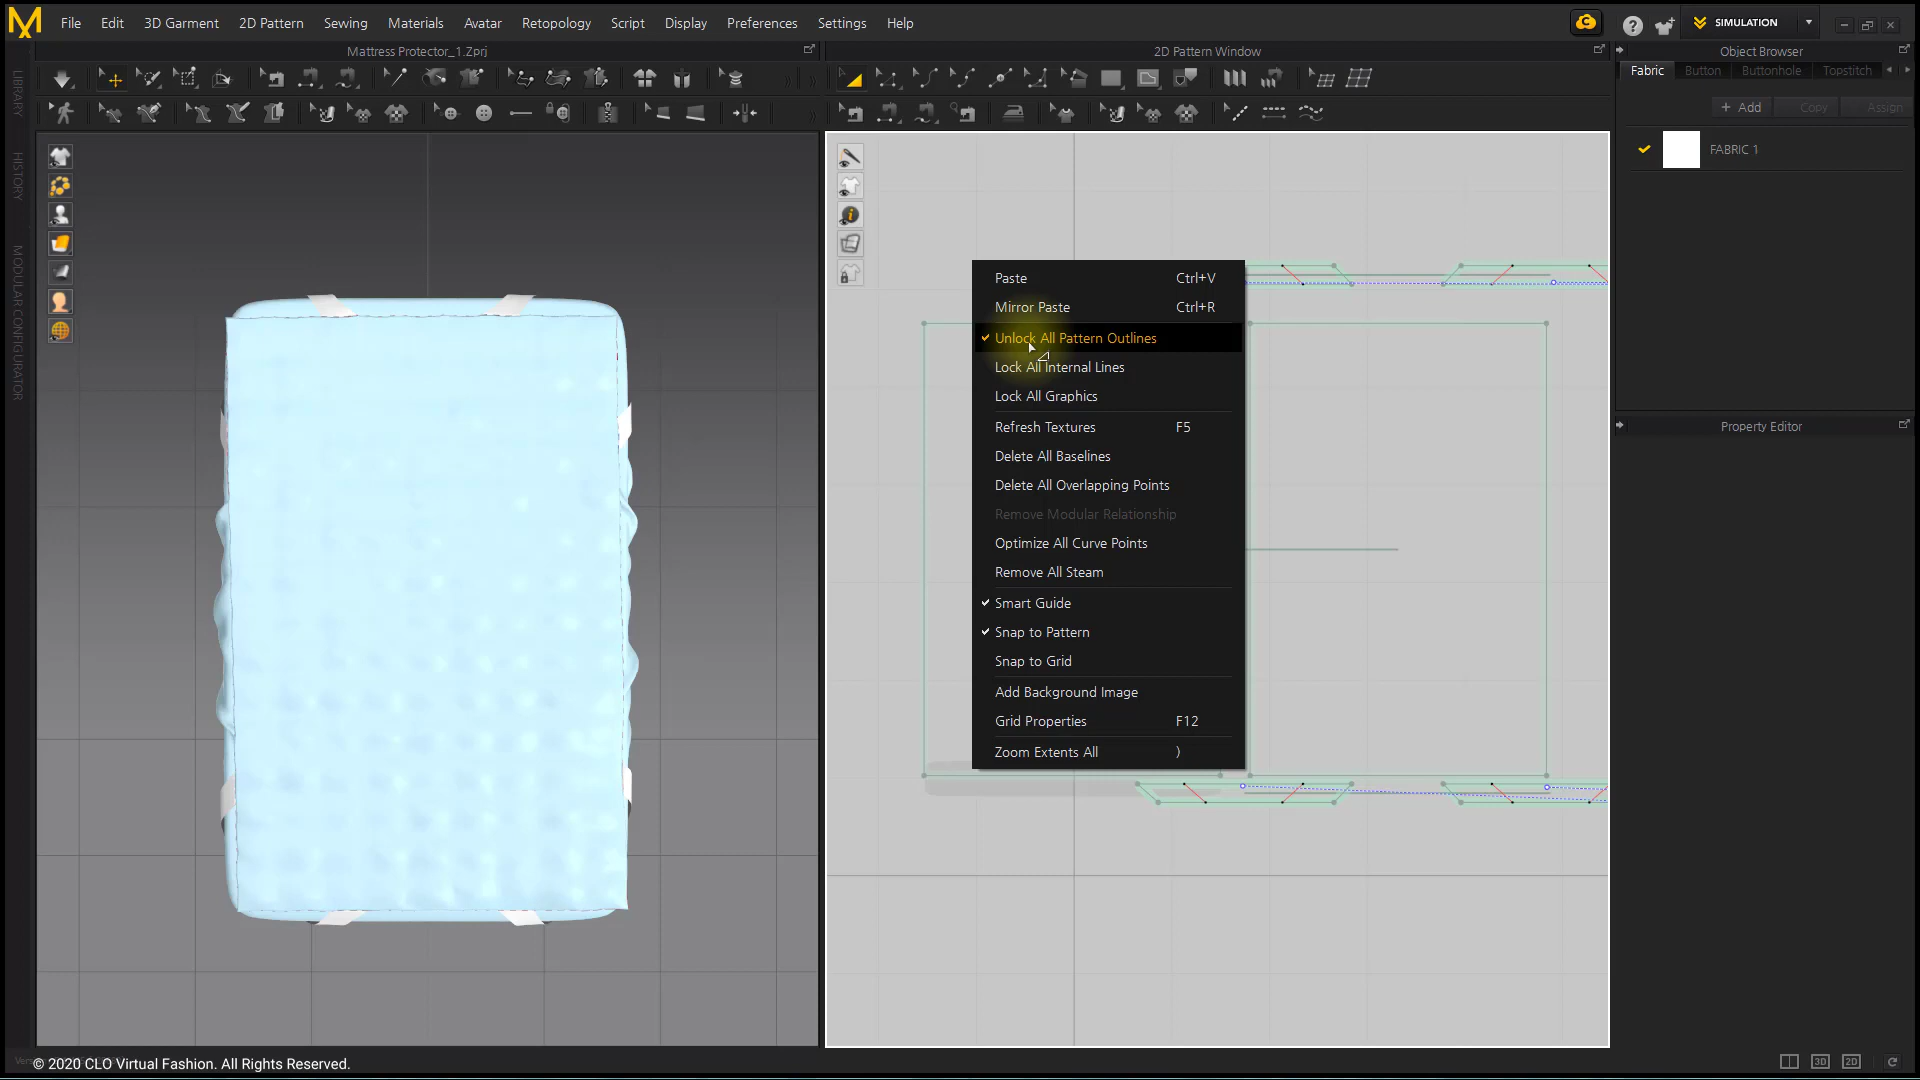 File Edit 3D Garment 2D Pattern Sewing Materials Avatar Retopology Script Display Preferences Settings Help
SIMULATION
Mattress Protector_1.Zprj
2D Pattern Window
Object Browser
Fabric Button Buttonhole Topstitch
+ Add Copy Assign
FABRIC 1
LIBRARY
HISTORY
MODULAR CONFIGURATOR
Paste Ctrl+V
Mirror Paste Ctrl+R
Unlock All Pattern Outlines
Lock All Internal Lines
Lock All Graphics
Refresh Textures F5
Delete All Baselines
Delete All Overlapping Points
Remove Modular Relationship
Optimize All Curve Points
Remove All Steam
Smart Guide
Snap to Pattern
Snap to Grid
Add Background Image
Grid Properties F12
Zoom Extents All )
Property Editor
© 2020 CLO Virtual Fashion. All Rights Reserved.
3D 2D